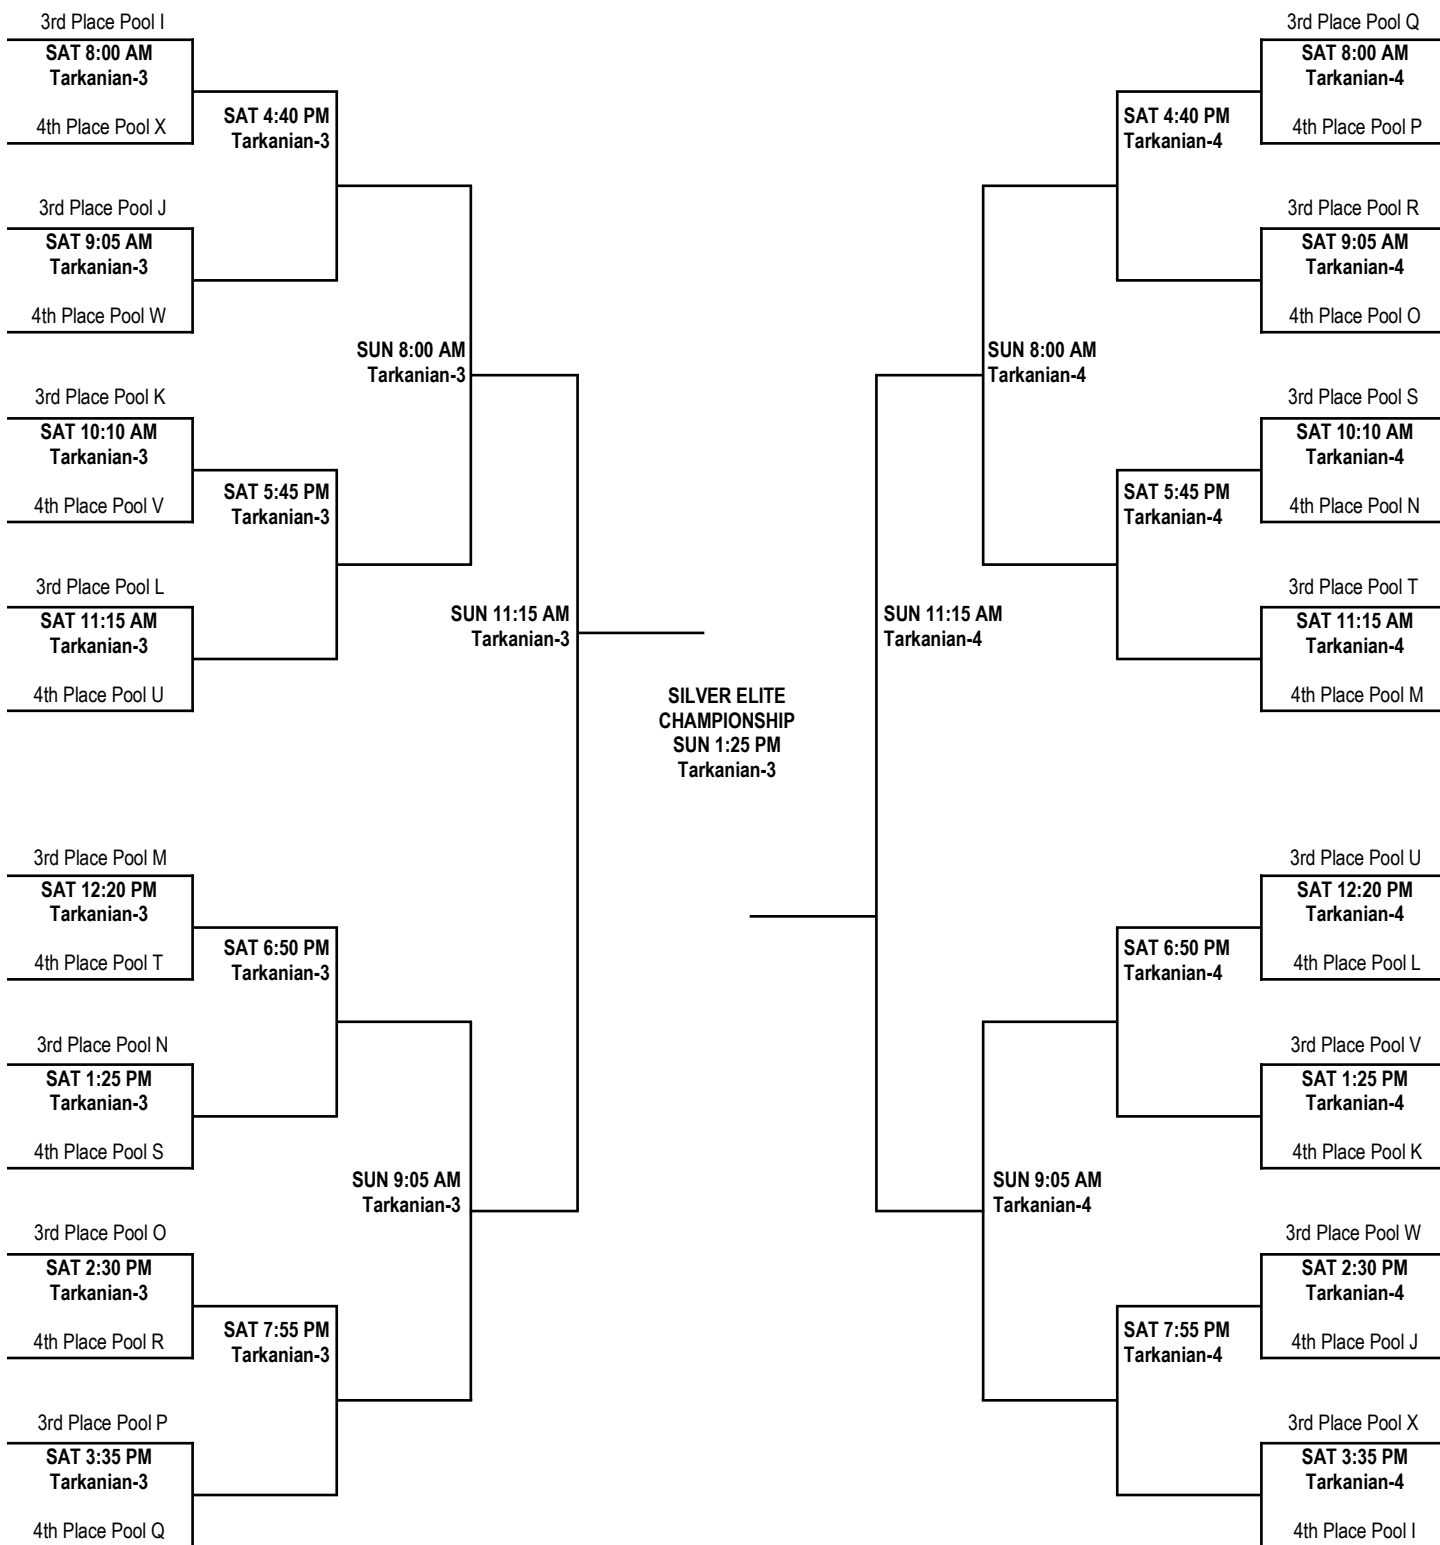 3rd Place Pool I
SAT 8:00 AM
Tarkanian-3
4th Place Pool X
SAT 4:40 PM
Tarkanian-3
3rd Place Pool J
SAT 9:05 AM
Tarkanian-3
4th Place Pool W
SUN 8:00 AM
Tarkanian-3
3rd Place Pool K
SAT 10:10 AM
Tarkanian-3
4th Place Pool V
SAT 5:45 PM
Tarkanian-3
3rd Place Pool L
SAT 11:15 AM
Tarkanian-3
4th Place Pool U
SUN 11:15 AM
Tarkanian-3
3rd Place Pool M
SAT 12:20 PM
Tarkanian-3
4th Place Pool T
SAT 6:50 PM
Tarkanian-3
3rd Place Pool N
SAT 1:25 PM
Tarkanian-3
4th Place Pool S
SUN 9:05 AM
Tarkanian-3
3rd Place Pool O
SAT 2:30 PM
Tarkanian-3
4th Place Pool R
SAT 7:55 PM
Tarkanian-3
3rd Place Pool P
SAT 3:35 PM
Tarkanian-3
4th Place Pool Q
SILVER ELITE
CHAMPIONSHIP
SUN 1:25 PM
Tarkanian-3
3rd Place Pool Q
SAT 8:00 AM
Tarkanian-4
4th Place Pool P
SAT 4:40 PM
Tarkanian-4
3rd Place Pool R
SAT 9:05 AM
Tarkanian-4
4th Place Pool O
SUN 8:00 AM
Tarkanian-4
3rd Place Pool S
SAT 10:10 AM
Tarkanian-4
4th Place Pool N
SAT 5:45 PM
Tarkanian-4
3rd Place Pool T
SAT 11:15 AM
Tarkanian-4
4th Place Pool M
SUN 11:15 AM
Tarkanian-4
3rd Place Pool U
SAT 12:20 PM
Tarkanian-4
4th Place Pool L
SAT 6:50 PM
Tarkanian-4
3rd Place Pool V
SAT 1:25 PM
Tarkanian-4
4th Place Pool K
SUN 9:05 AM
Tarkanian-4
3rd Place Pool W
SAT 2:30 PM
Tarkanian-4
4th Place Pool J
SAT 7:55 PM
Tarkanian-4
3rd Place Pool X
SAT 3:35 PM
Tarkanian-4
4th Place Pool I